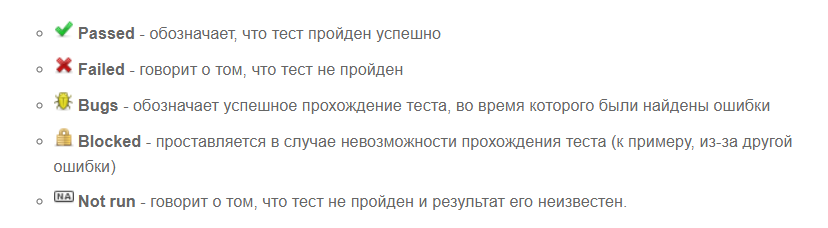 Passed - обозначает, что тест пройден успешно
Failed - говорит о том, что тест не пройден
Bugs - обозначает успешное прохождение теста, во время которого были найдены ошибки
Blocked - проставляется в случае невозможности прохождения теста (к примеру, из-за другой
ошибки)
NA Not run - говорит о том, что тест не пройден и результат его неизвестен.